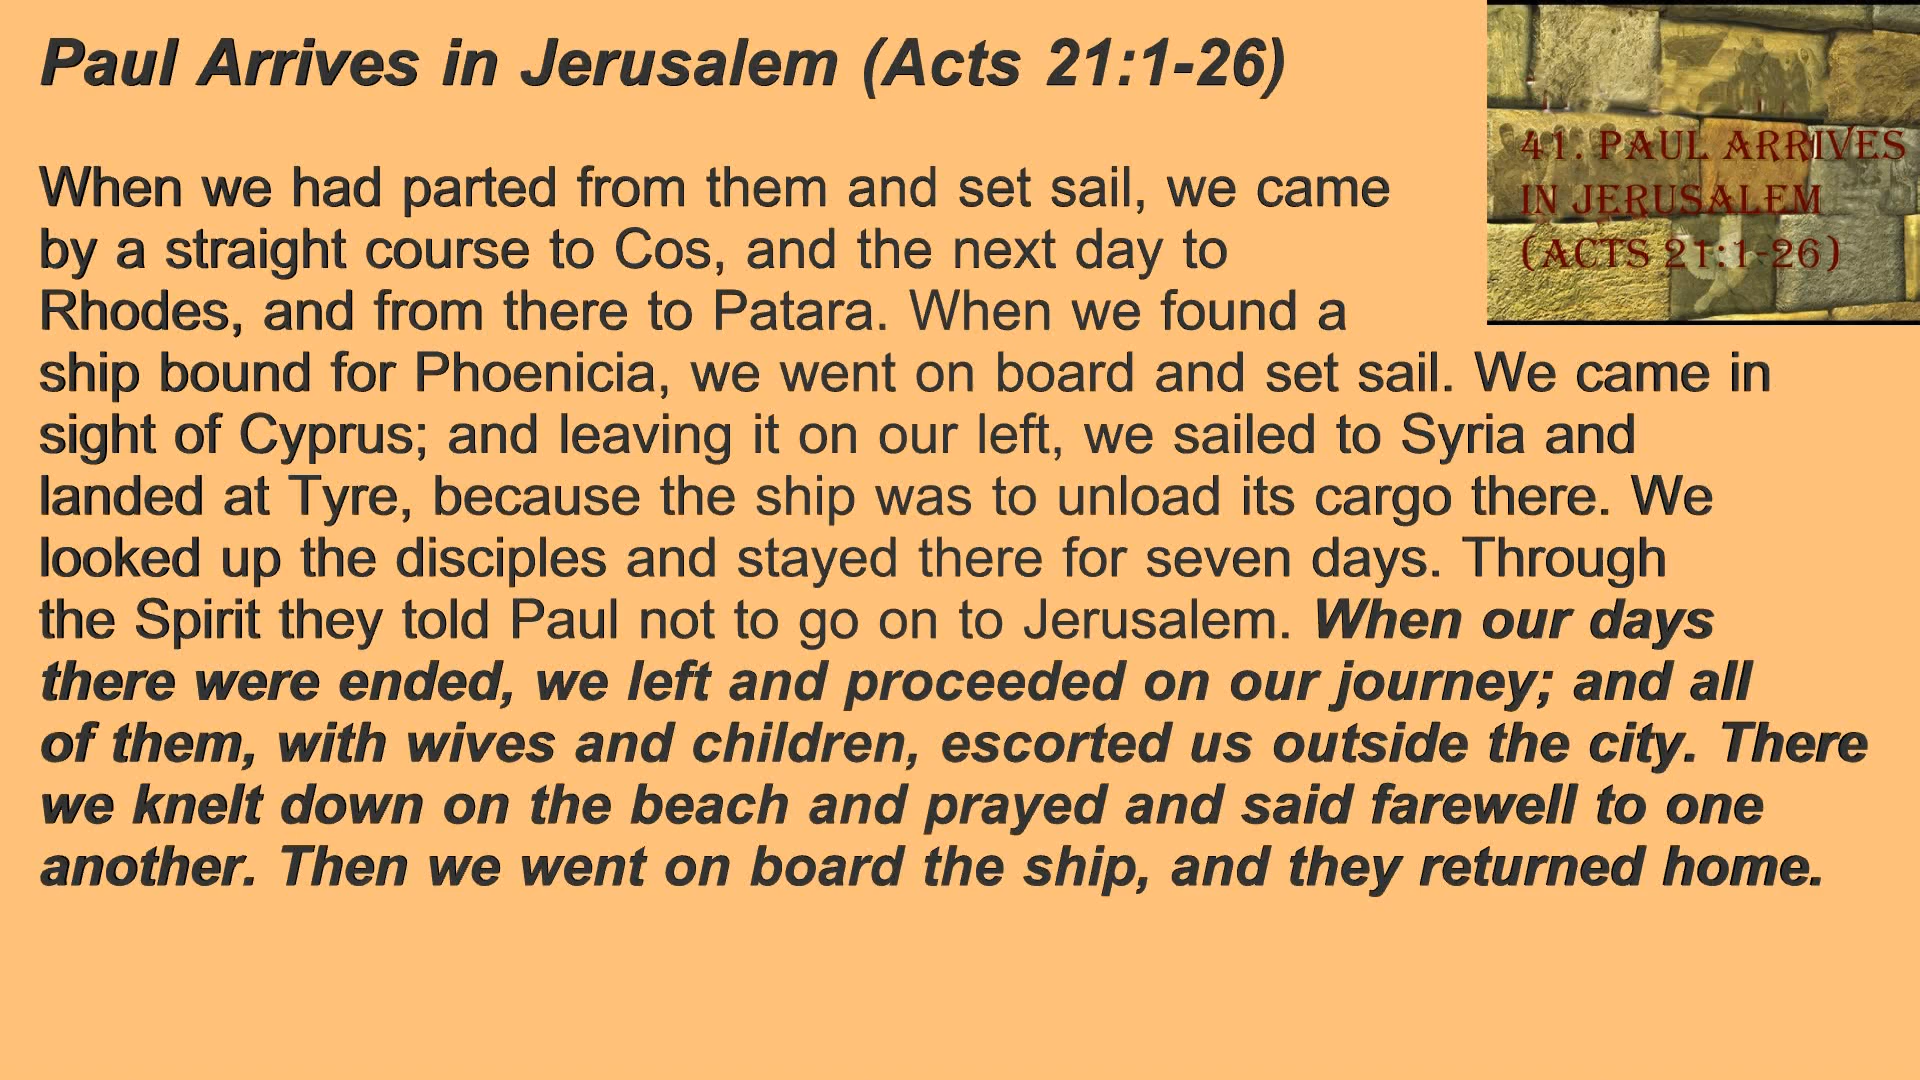 Paul Arrives in Jerusalem (Acts 21:1-26)
41. PAUL ARRIVES
IN JERUSALEM
(ACTS 21:1-26)
When we had parted from them and set sail, we came
by a straight course to Cos, and the next day to
Rhodes, and from there to Patara. When we found a
ship bound for Phoenicia, we went on board and set sail. We came in
sight of Cyprus; and leaving it on our left, we sailed to Syria and
landed at Tyre, because the ship was to unload its cargo there. We
looked up the disciples and stayed there for seven days. Through
the Spirit they told Paul not to go on to Jerusalem. When our days
there were ended, we left and proceeded on our journey; and all
of them, with wives and children, escorted us outside the city. There
we knelt down on the beach and prayed and said farewell to one
another. Then we went on board the ship, and they returned home.